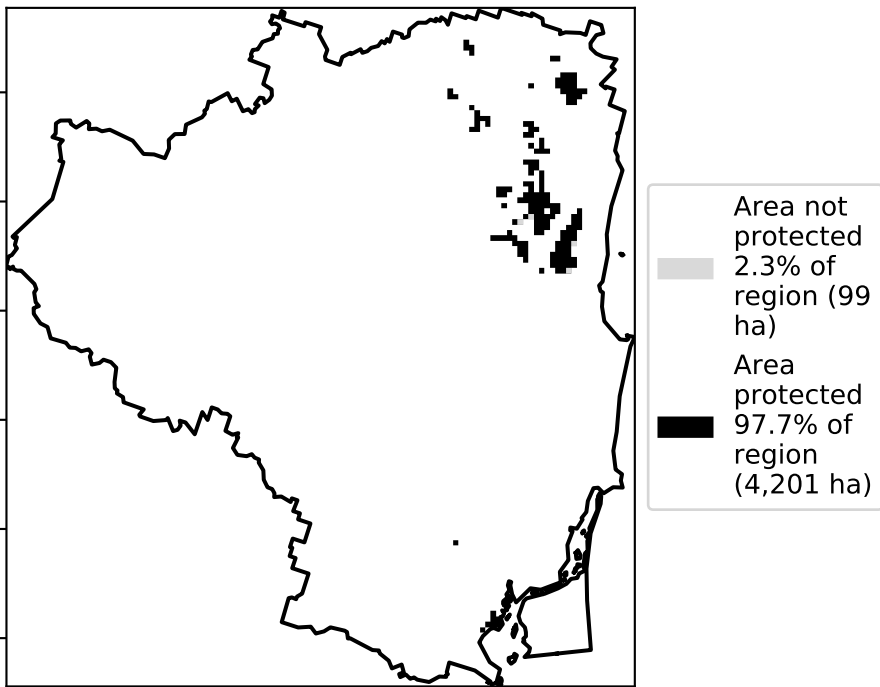 Area not
protected
2.3% of
region (99
ha)
Area
protected
97.7% of
region
(4,201 ha)